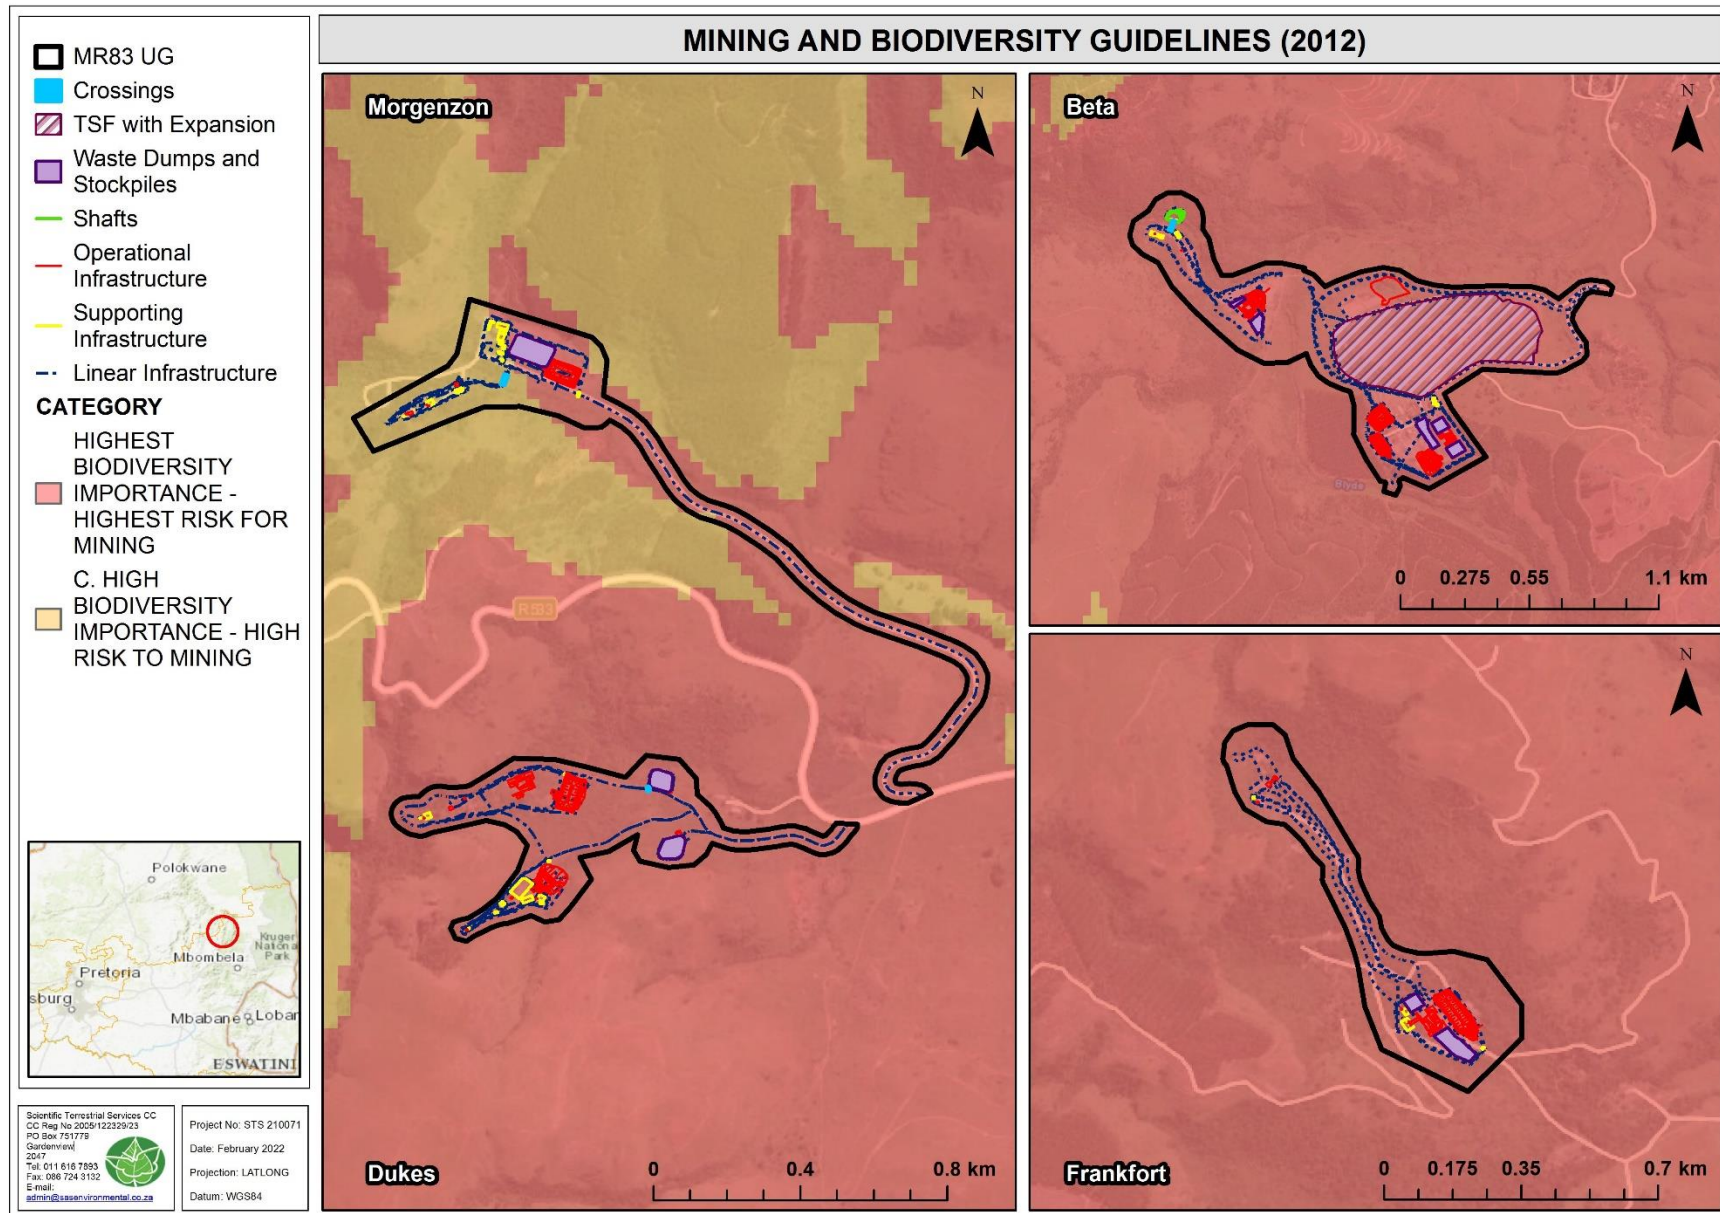 MINING AND BIODIVERSITY GUIDELINES (2012)
MR83 UG
Crossings
TSF with Expansion
Waste Dumps and
Stockpiles
Shafts
Operational
Infrastructure
Supporting
Infrastructure
Linear Infrastructure
CATEGORY
HIGHEST
BIODIVERSITY
IMPORTANCE -
HIGHEST RISK FOR
MINING
C. HIGH
BIODIVERSITY
IMPORTANCE - HIGH
RISK TO MINING
Polokwane
Kruger
Nationa
Park
Mbombela
Pretoria
sburg
Mbabane
Lobar
ESWATINI
Scientific Terrestrial Services CC
CC Reg No 2005/122329/23
PO Box 751779
Gardenview
2047
Tel: 011 616 7893
Fax: 086 724 3132
E-mail:
admin@sasenvironmental.co.za
Project No: STS 210071
Date: February 2022
Projection: LATLONG
Datum: WGS84
Morgenzon
N
R533
Dukes
0 0.4 0.8 km
Beta
N
Blyde
0 0.275 0.55 1.1 km
N
Frankfort
0 0.175 0.35 0.7 km